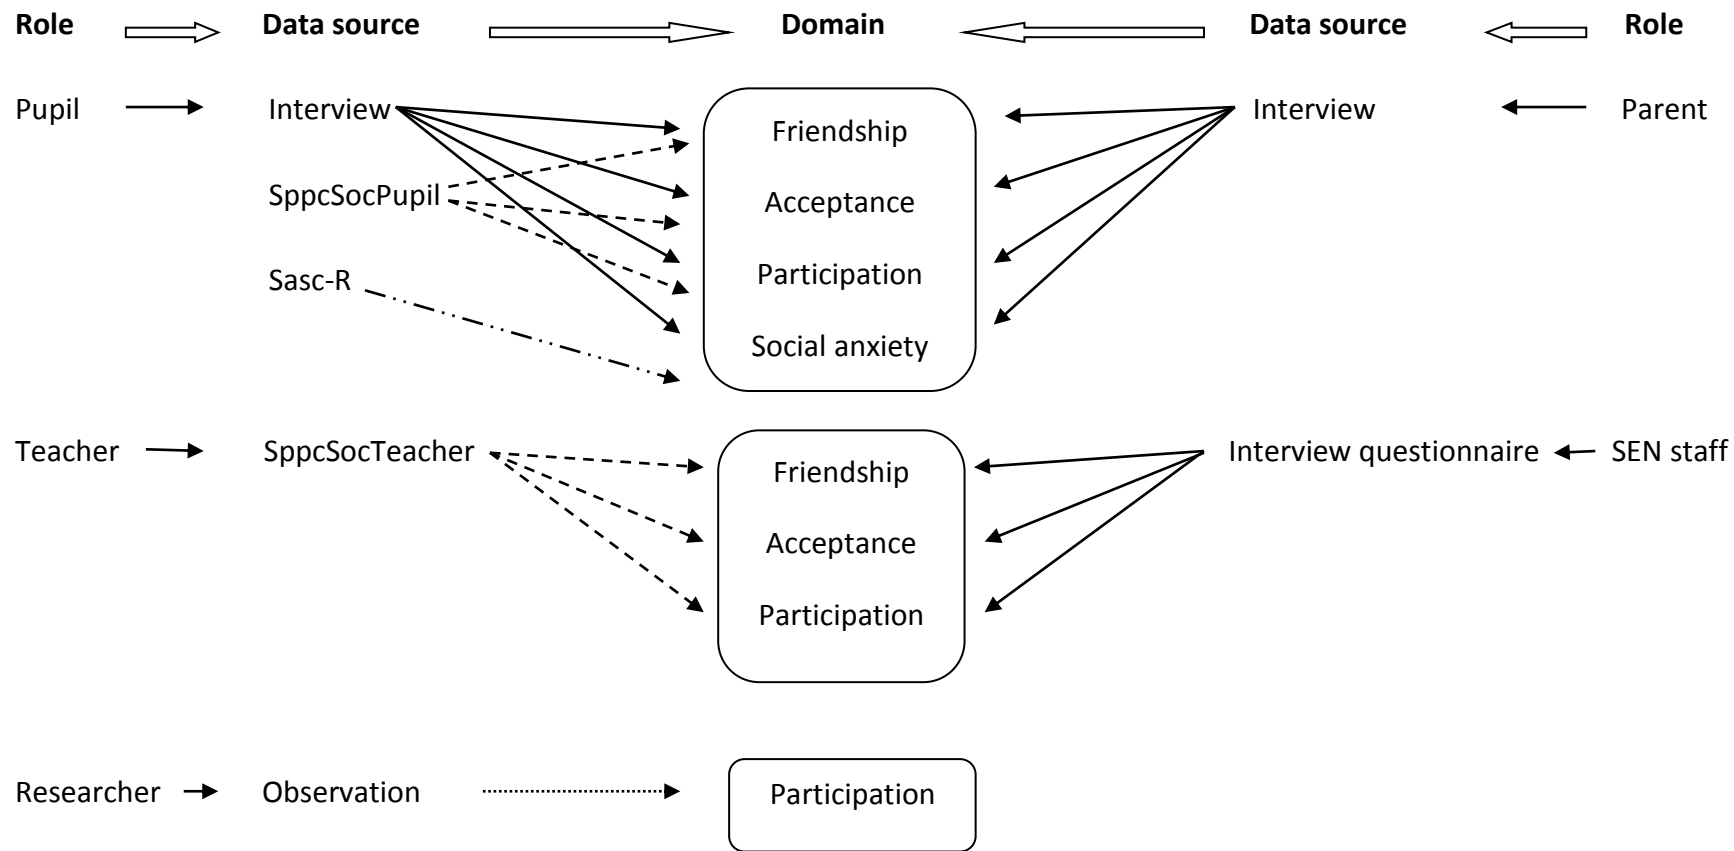 Role Data source Domain Data source Role
Pupil Interview Friendship Interview Parent
SppcSocPupil Acceptance
Sasc-R Participation
Social anxiety
Teacher SppcSocTeacher Friendship Interview questionnaire SEN staff
Acceptance
Participation
Researcher Observation Participation